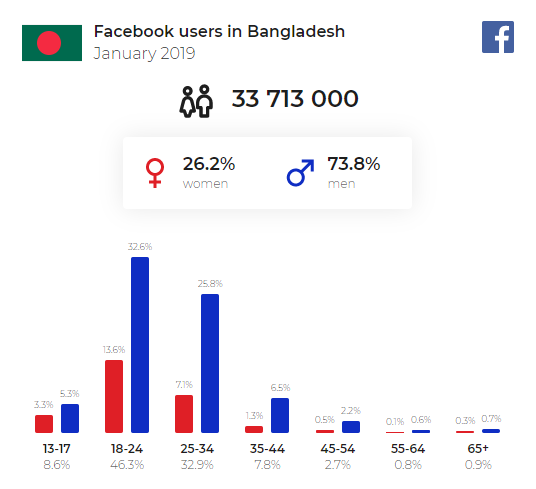 Facebook users in Bangladesh
January 2019
33 713 000
26.2%
women
73.8%
men
3.3% 5.3% 13.6% 32.6% 7.1% 25.8% 1.3% 6.5% 0.5% 2.2% 0.1% 0.6% 0.3% 0.7%
13-17 18-24 25-34 35-44 45-54 55-64 65+
8.6% 46.3% 32.9% 7.8% 2.7% 0.8% 0.9%